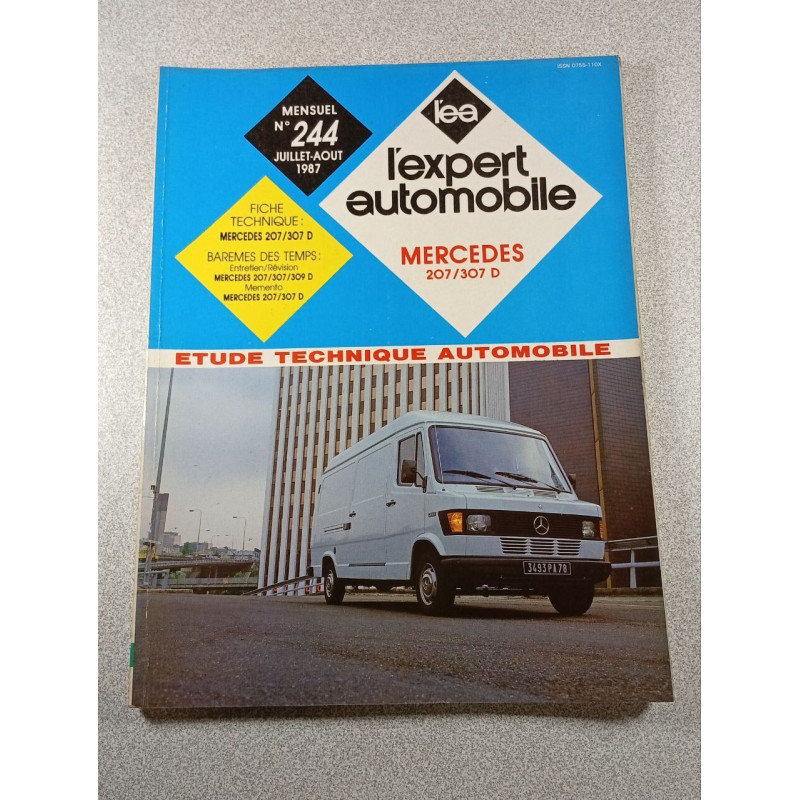 ISSN 0755-110X
MENSUEL
N° 244
JUILLET-AOUT
1987
l'ea
l'expert
automobile
FICHE
TECHNIQUE :
MERCEDES 207/307 D
BAREMES DES TEMPS :
Entretien/Révision
MERCEDES 207/307/309 D
Memento
MERCEDES 207/307 D
MERCEDES
207/307 D
ETUDE TECHNIQUE AUTOMOBILE
3493 PA 78